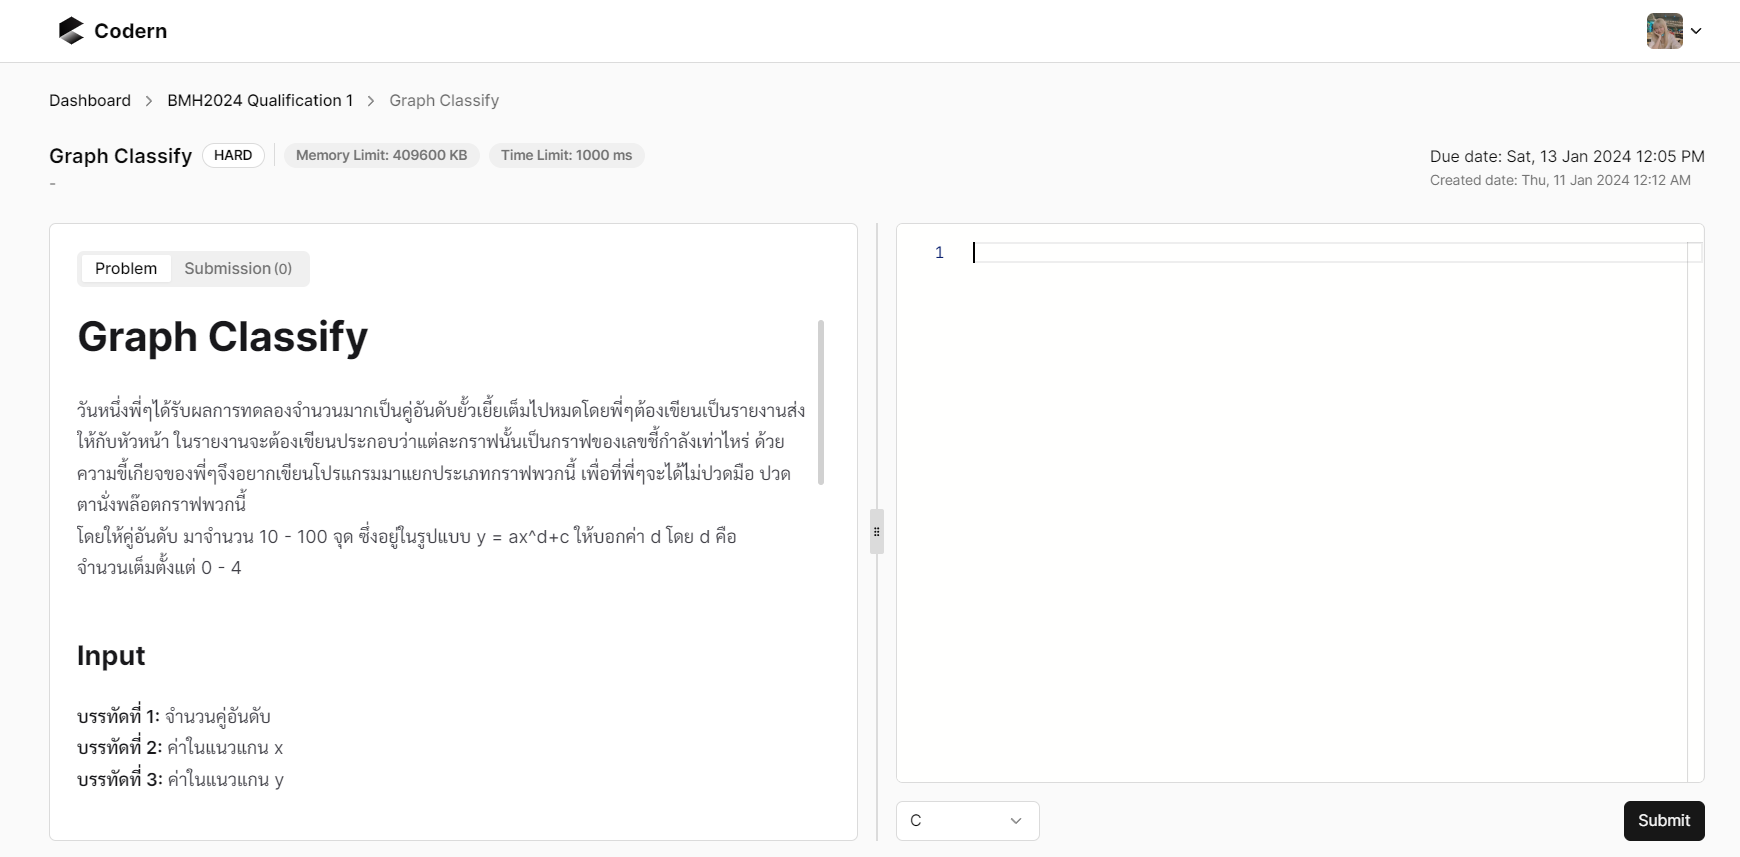 Codern
Dashboard > BMH2024 Qualification 1 > Graph Classify
Graph Classify HARD Memory Limit: 409600 KB Time Limit: 1000 ms
-
Due date: Sat, 13 Jan 2024 12:05 PM
Created date: Thu, 11 Jan 2024 12:12 AM
Problem Submission (0)
Graph Classify
วันหนึ่งพี่ๆได้รับผลการทดลองจำนวนมากเป็นคู่อันดับยั้วเยี้ยเต็มไปหมดโดยพี่ๆต้องเขียนเป็นรายงานส่ง
ให้กับหัวหน้า ในรายงานจะต้องเขียนประกอบว่าแต่ละกราฟนั้นเป็นกราฟของเลขชี้กำลังเท่าไหร่ ด้วย
ความขี้เกียจของพี่ๆจึงอยากเขียนโปรแกรมมาแยกประเภทกราฟพวกนี้ เพื่อที่พี่ๆจะได้ไม่ปวดมือ ปวด
ตานั่งพล๊อตกราฟพวกนี้
โดยให้คู่อันดับ มาจำนวน 10 - 100 จุด ซึ่งอยู่ในรูปแบบ y = ax^d+c ให้บอกค่า d โดย d คือ
จำนวนเต็มตั้งแต่ 0 - 4
Input
บรรทัดที่ 1: จำนวนคู่อันดับ
บรรทัดที่ 2: ค่าในแนวแกน x
บรรทัดที่ 3: ค่าในแนวแกน y
1
C
Submit